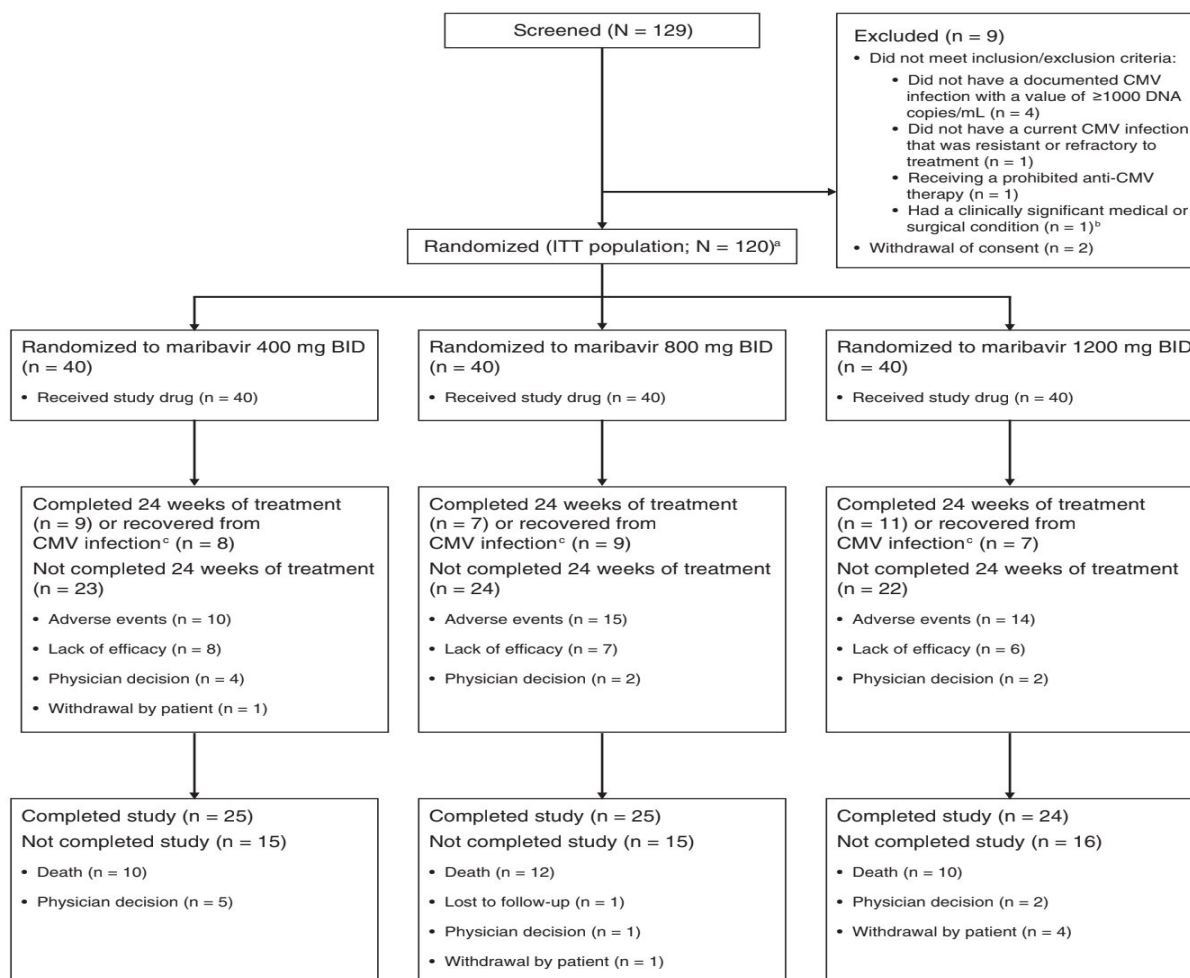 Screened (N = 129)
Excluded (n = 9)
• Did not meet inclusion/exclusion criteria:
• Did not have a documented CMV
infection with a value of ≥1000 DNA
copies/mL (n = 4)
• Did not have a current CMV infection
that was resistant or refractory to
treatment (n = 1)
• Receiving a prohibited anti-CMV
therapy (n = 1)
• Had a clinically significant medical or
surgical condition (n = 1)ᵇ
• Withdrawal of consent (n = 2)
Randomized (ITT population; N = 120)ᵃ
Randomized to maribavir 400 mg BID
(n = 40)
• Received study drug (n = 40)
Randomized to maribavir 800 mg BID
(n = 40)
• Received study drug (n = 40)
Randomized to maribavir 1200 mg BID
(n = 40)
• Received study drug (n = 40)
Completed 24 weeks of treatment
(n = 9) or recovered from
CMV infectionᶜ (n = 8)
Not completed 24 weeks of treatment
(n = 23)
• Adverse events (n = 10)
• Lack of efficacy (n = 8)
• Physician decision (n = 4)
• Withdrawal by patient (n = 1)
Completed 24 weeks of treatment
(n = 7) or recovered from
CMV infectionᶜ (n = 9)
Not completed 24 weeks of treatment
(n = 24)
• Adverse events (n = 15)
• Lack of efficacy (n = 7)
• Physician decision (n = 2)
Completed 24 weeks of treatment
(n = 11) or recovered from
CMV infectionᶜ (n = 7)
Not completed 24 weeks of treatment
(n = 22)
• Adverse events (n = 14)
• Lack of efficacy (n = 6)
• Physician decision (n = 2)
Completed study (n = 25)
Not completed study (n = 15)
• Death (n = 10)
• Physician decision (n = 5)
Completed study (n = 25)
Not completed study (n = 15)
• Death (n = 12)
• Lost to follow-up (n = 1)
• Physician decision (n = 1)
• Withdrawal by patient (n = 1)
Completed study (n = 24)
Not completed study (n = 16)
• Death (n = 10)
• Physician decision (n = 2)
• Withdrawal by patient (n = 4)